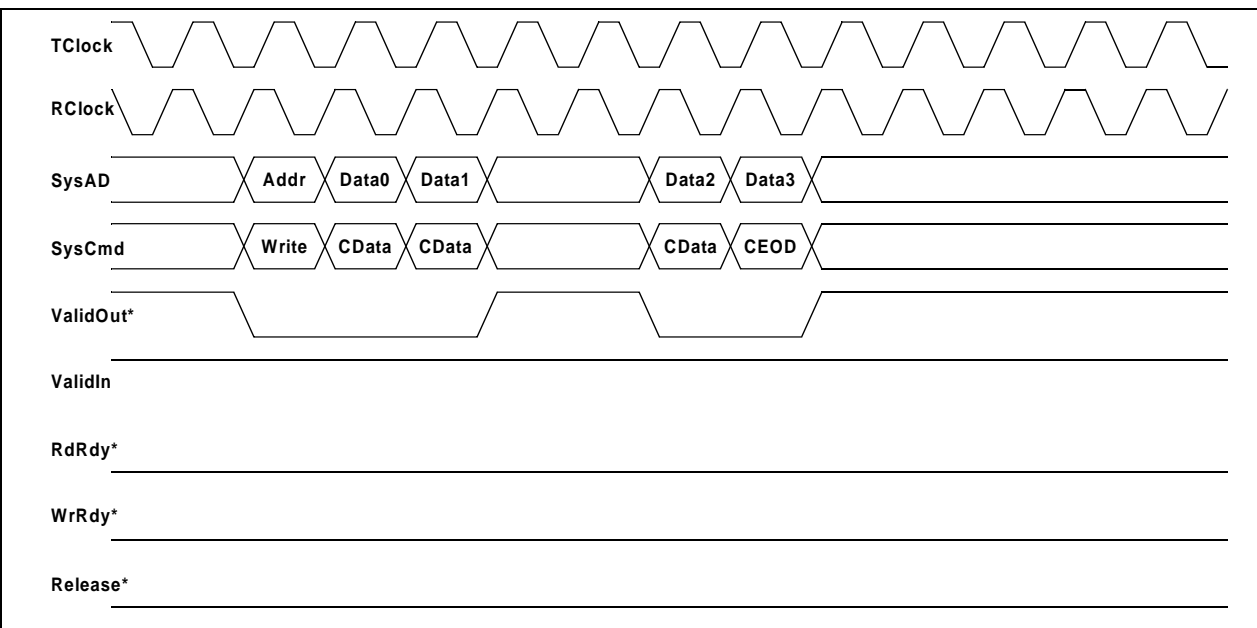 TClock
RClock
SysAD Addr Data0 Data1 Data2 Data3
SysCmd Write CData CData CData CEOD
ValidOut*
ValidIn
RdRdy*
WrRdy*
Release*